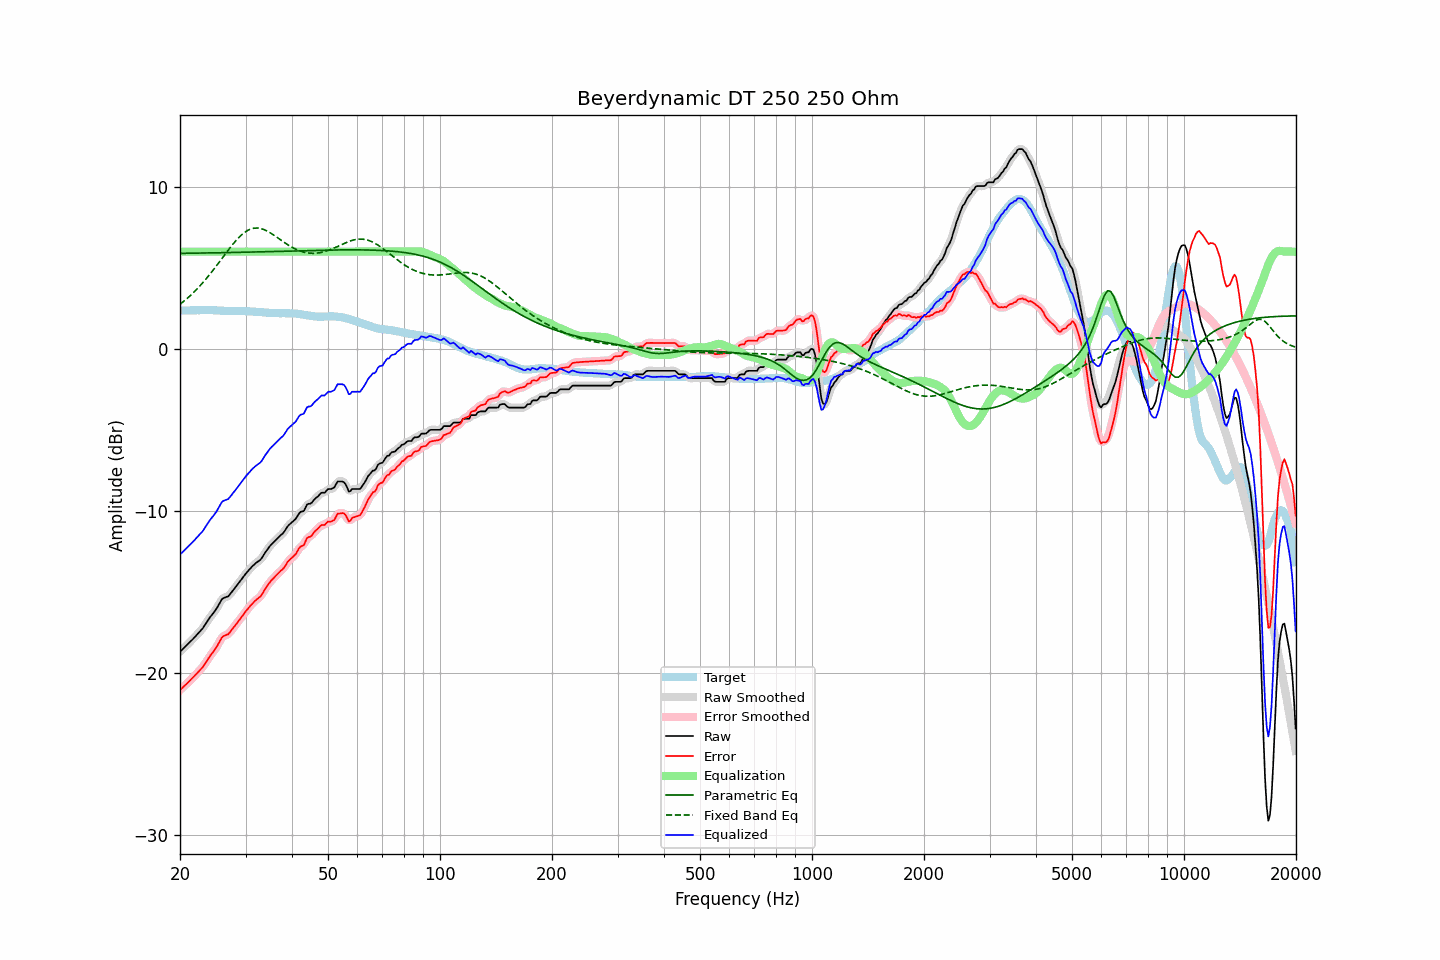 Beyerdynamic DT 250 250 Ohm
Amplitude (dBr)
10
0
−10
−20
−30
Target
Raw Smoothed
Error Smoothed
Raw
Error
Equalization
Parametric Eq
Fixed Band Eq
Equalized
20 50 100 200 500 1000 2000 5000 10000 20000
Frequency (Hz)